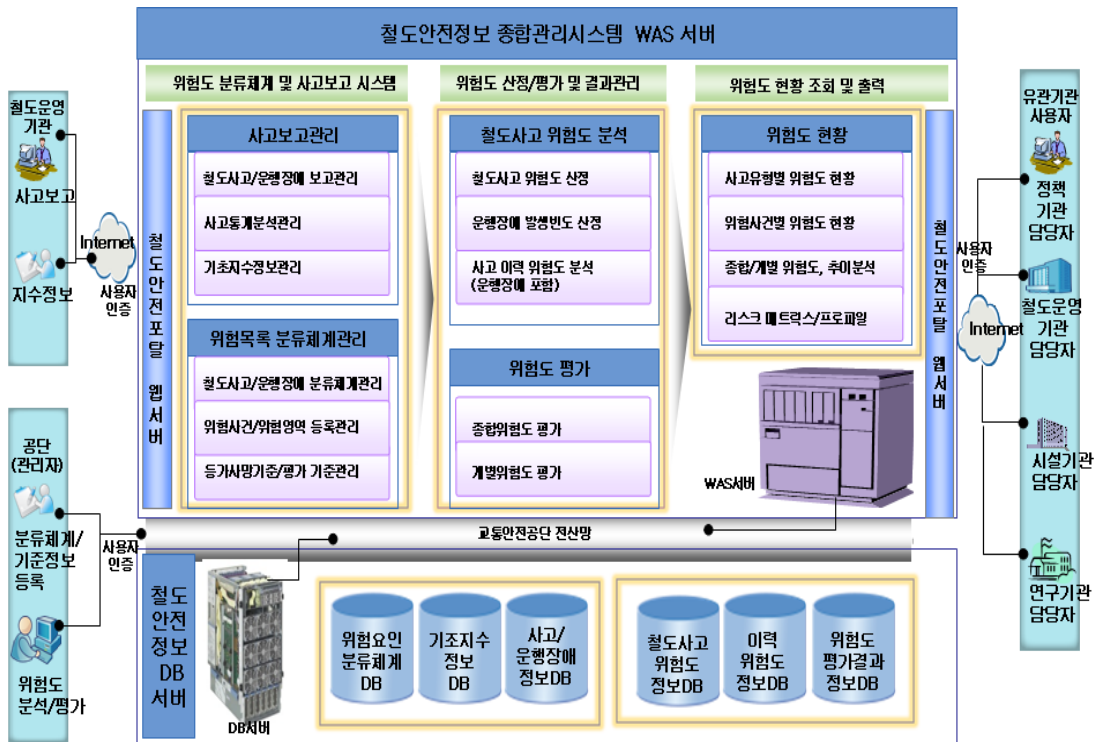 철도안전정보 종합관리시스템 WAS 서버
위험도 분류체계 및 사고보고 시스템
위험도 산정/평가 및 결과관리
위험도 현황 조회 및 출력
철도운영
기관
사고보고
지수정보
Internet
사용자
인증
철도안전포탈 웹서버
사고보고관리
철도사고/운행장애 보고관리
사고통계분석관리
기초지수정보관리
위험목록 분류체계관리
철도사고/운행장애 분류체계관리
위험사건/위험영역 등록관리
등가사망기준/평가 기준관리
철도사고 위험도 분석
철도사고 위험도 산정
운행장애 발생빈도 산정
사고 이력 위험도 분석
(운행장애 포함)
위험도 평가
종합위험도 평가
개별위험도 평가
위험도 현황
사고유형별 위험도 현황
위험사건별 위험도 현황
종합/개별 위험도, 추이분석
리스크 매트릭스/프로파일
WAS서버
철도안전포탈 웹서버
사용자
인증
Internet
유관기관
사용자
정책
기관
담당자
철도운영
기관
담당자
시설기관
담당자
연구기관
담당자
공단
(관리자)
분류체계/
기준정보
등록
위험도
분석/평가
사용자
인증
교통안전공단 전산망
철도
안전
정보
DB
서버
DB서버
위험요인
분류체계
DB
기조지수
정보
DB
사고/
운행장애
정보DB
철도사고
위험도
정보DB
이력
위험도
정보DB
위험도
평가결과
정보DB